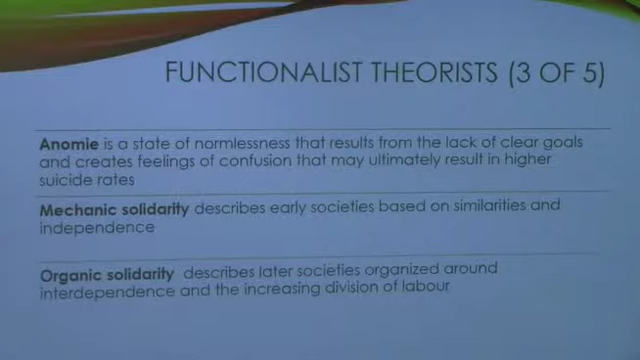 FUNCTIONALIST THEORISTS (3 OF 5)
Anomie is a state of normlessness that results from the lack of clear goals
and creates feelings of confusion that may ultimately result in higher
suicide rates
Mechanic solidarity describes early societies based on similarities and
independence
Organic solidarity describes later societies organized around
interdependence and the increasing division of labour